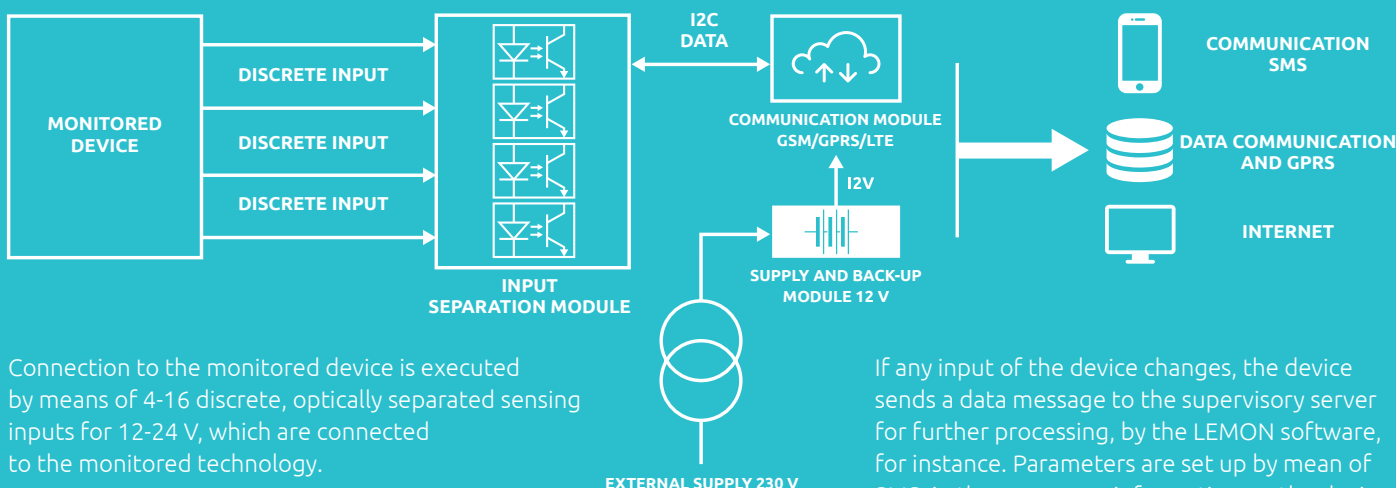 I2C
DATA
COMMUNICATION
SMS
DISCRETE INPUT
MONITORED
DEVICE
DISCRETE INPUT
DISCRETE INPUT
COMMUNICATION MODULE
GSM/GPRS/LTE
DATA COMMUNICATION
AND GPRS
I2V
INTERNET
INPUT
SEPARATION MODULE
SUPPLY AND BACK-UP
MODULE 12 V
Connection to the monitored device is executed
by means of 4-16 discrete, optically separated sensing
inputs for 12-24 V, which are connected
to the monitored technology.
EXTERNAL SUPPLY 230 V
If any input of the device changes, the device
sends a data message to the supervisory server
for further processing, by the LEMON software,
for instance. Parameters are set up by mean of